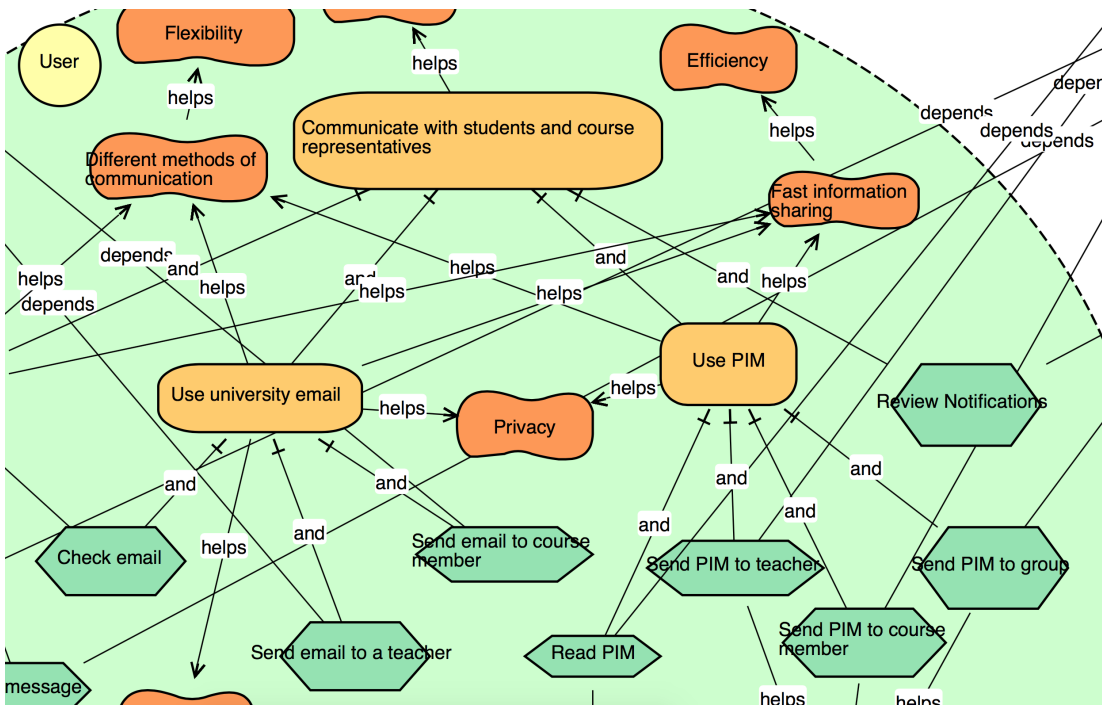 Flexibility
User
helps
Efficiency
depends
helps
Communicate with students and course
representatives
helps
depends
depends
depends
Different methods of
communication
Fast information
sharing
depends
and
helps
and
helps
helps
helps
and
and
helps
helps
depends
helps
Use PIM
Use university email
helps
helps
Privacy
Review Notifications
and
and
and
and
helps
and
and
and
Check email
Send email to course
member
Send PIM to teacher
Send PIM to group
Send email to a teacher
Read PIM
Send PIM to course
member
message
helps
helps